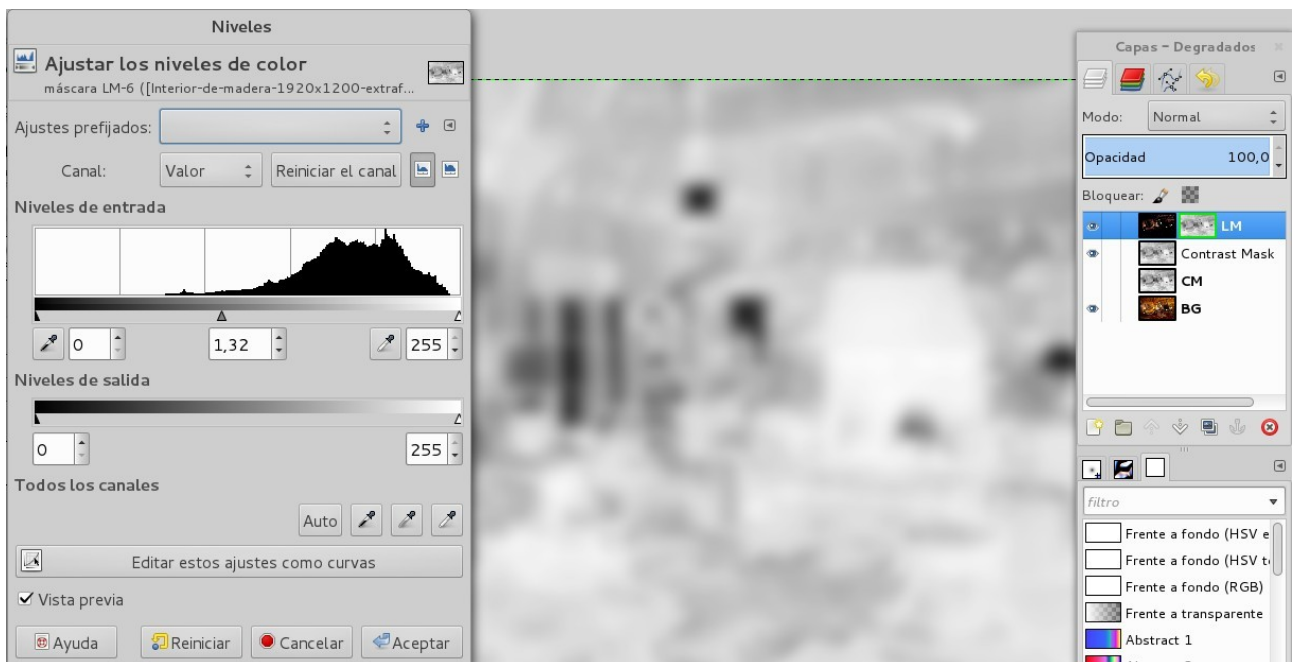 Niveles
Ajustar los niveles de color
máscara LM-6 ([Interior-de-madera-1920x1200-extraf...
Ajustes prefijados:
Canal: Valor Reiniciar el canal
Niveles de entrada
0 1,32 255
Niveles de salida
0 255
Todos los canales
Auto
Editar estos ajustes como curvas
Vista previa
Ayuda Reiniciar Cancelar Aceptar
Capas - Degradados
Modo: Normal
Opacidad 100,0
Bloquear:
LM
Contrast Mask
CM
BG
filtro
Frente a fondo (HSV e
Frente a fondo (HSV t
Frente a fondo (RGB)
Frente a transparente
Abstract 1